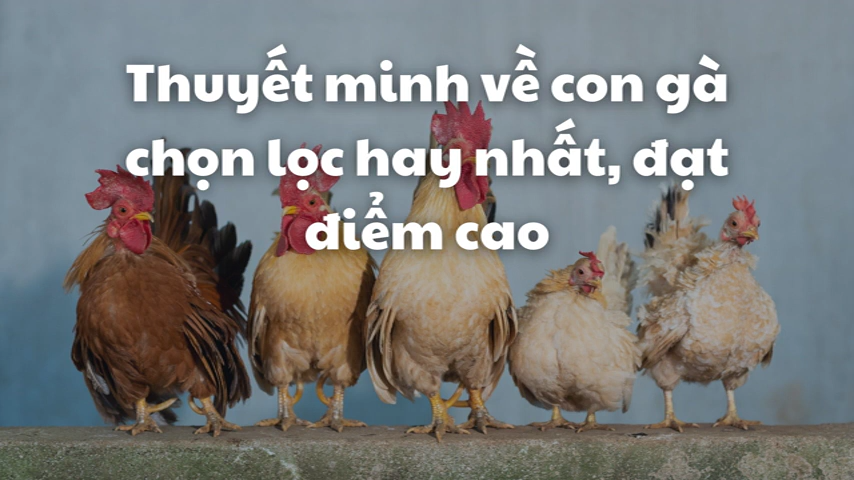 Thuyết minh về con gà
chọn lọc hay nhất, đạt
điểm cao